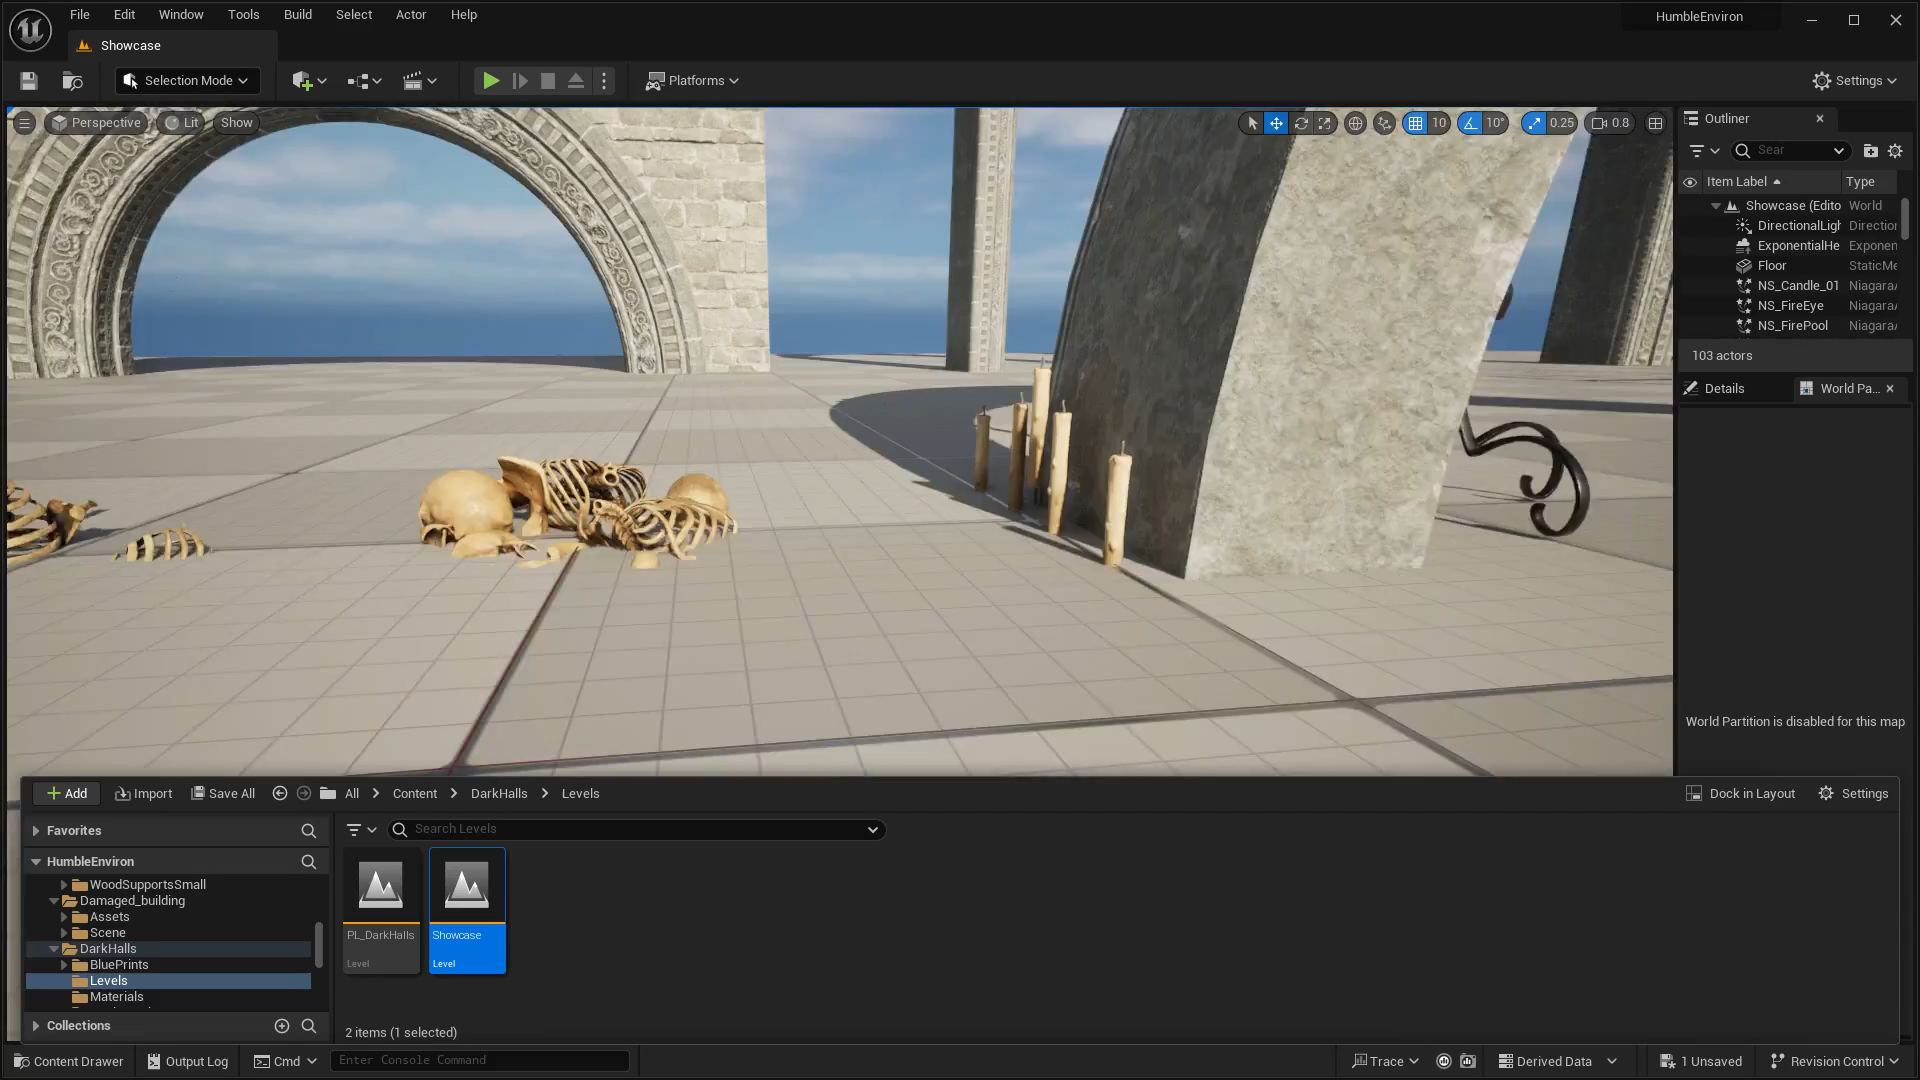 File Edit Window Tools Build Select Actor Help
HumbleEnviron
Showcase
Selection Mode
Platforms
Settings
Perspective Lit Show
10 10° 0.25 0.8
Outliner
Sear
Item Label Type
Showcase (Edito World
DirectionalLigh Direction
ExponentialHe Exponen
Floor StaticMe
NS_Candle_01 Niagara
NS_FireEye Niagara
NS_FirePool Niagara
103 actors
Details World Pa...
World Partition is disabled for this map
Add Import Save All All Content DarkHalls Levels
Dock in Layout Settings
Favorites
Search Levels
HumbleEnviron
WoodSupportsSmall
Damaged_building
Assets
Scene
DarkHalls
BluePrints
Levels
Materials
Collections
PL_DarkHalls
Level
Showcase
Level
2 items (1 selected)
Content Drawer Output Log Cmd Enter Console Command
Trace Derived Data 1 Unsaved Revision Control